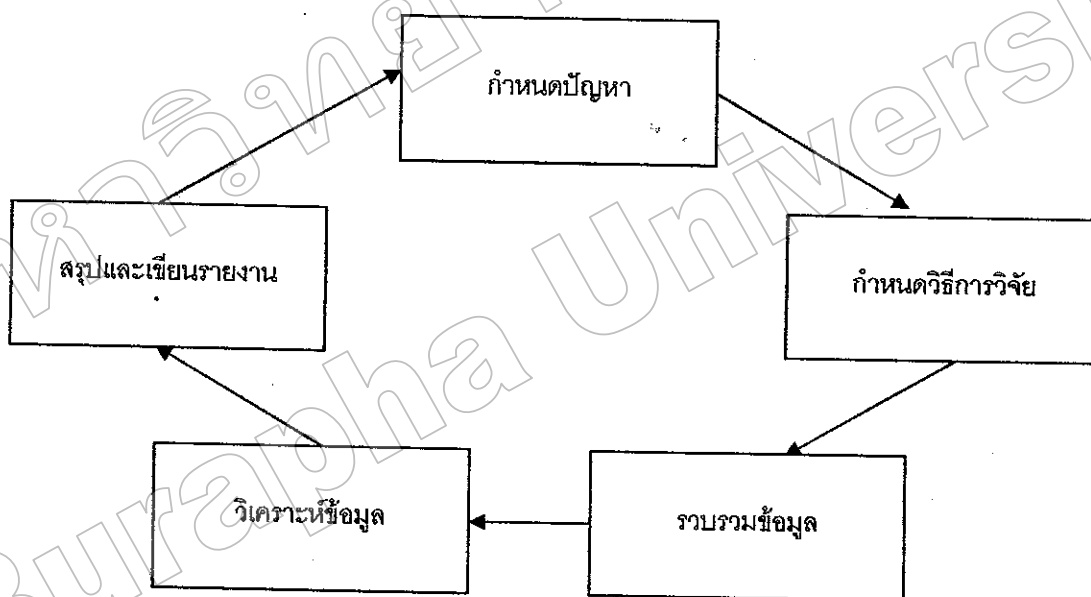 กำหนดปัญหา
กำหนดวิธีการวิจัย
รวบรวมข้อมูล
วิเคราะห์ข้อมูล
สรุปและเขียนรายงาน
Burapha University